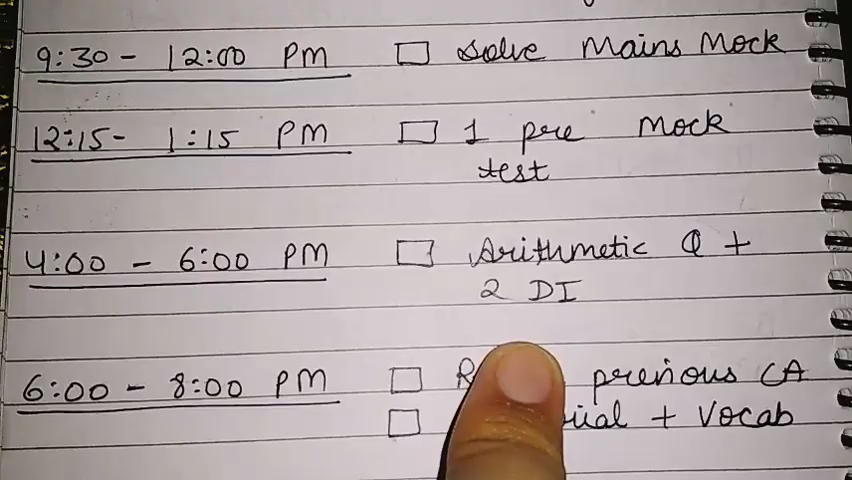 9:30 - 12:00 PM □ Solve Mains Mock
12:15- 1:15 PM □ 1 pre Mock
test
4:00 - 6:00 PM □ Arithmetic Q +
2 DI
6:00 - 8:00 PM □ previous CA
□ + Vocab